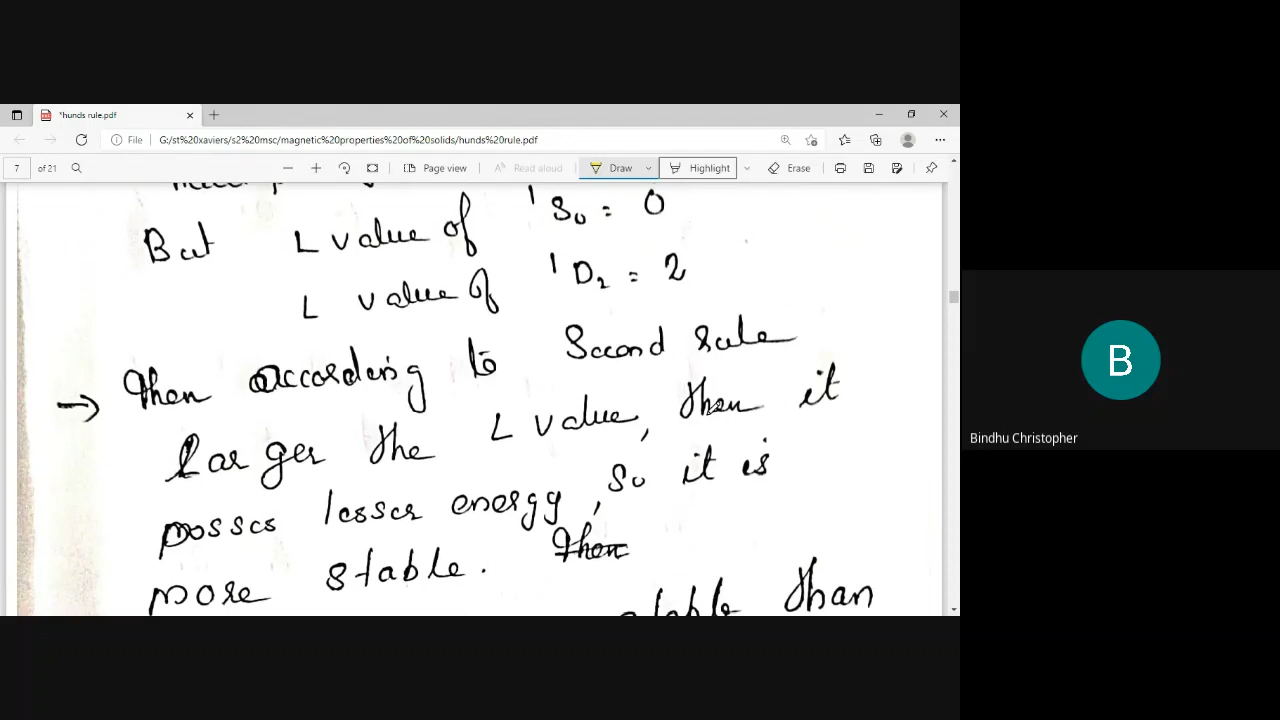 *hunds rule.pdf
File
G:/st%20xaviers/s2%20msc/magnetic%20properties%20of%20solids/hunds%20rule.pdf
7 of 21
Page view
Read aloud
Draw
Highlight
Erase
But L value of ¹S₀ = 0
L value of ¹D₂ = 2
→ Then according to Second rule
larger the L value, then it
posses lesser energy, so it is
more stable. Then
stable than
B
Bindhu Christopher